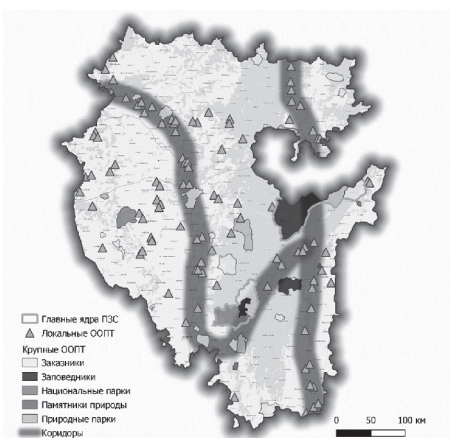 Главные ядра ПЗС
Локальные ООПТ
Крупные ООПТ
Заказники
Заповедники
Национальные парки
Памятники природы
Природные парки
Коридоры
0 50 100 км